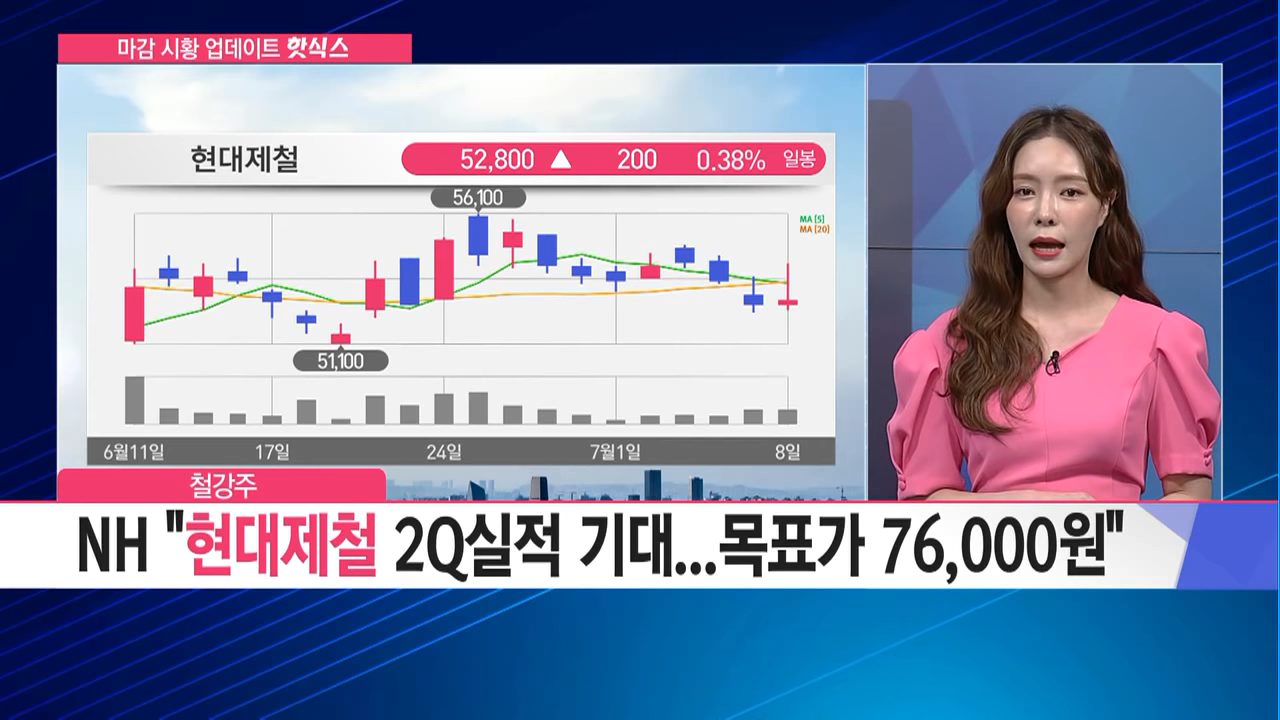 마감 시황 업데이트 핫식스
현대제철
52,800 ▲ 200 0.38% 일봉
56,100
MA [5]
MA [20]
51,100
6월11일 17일 24일 7월1일 8일
철강주
NH "현대제철 2Q실적 기대...목표가 76,000원"